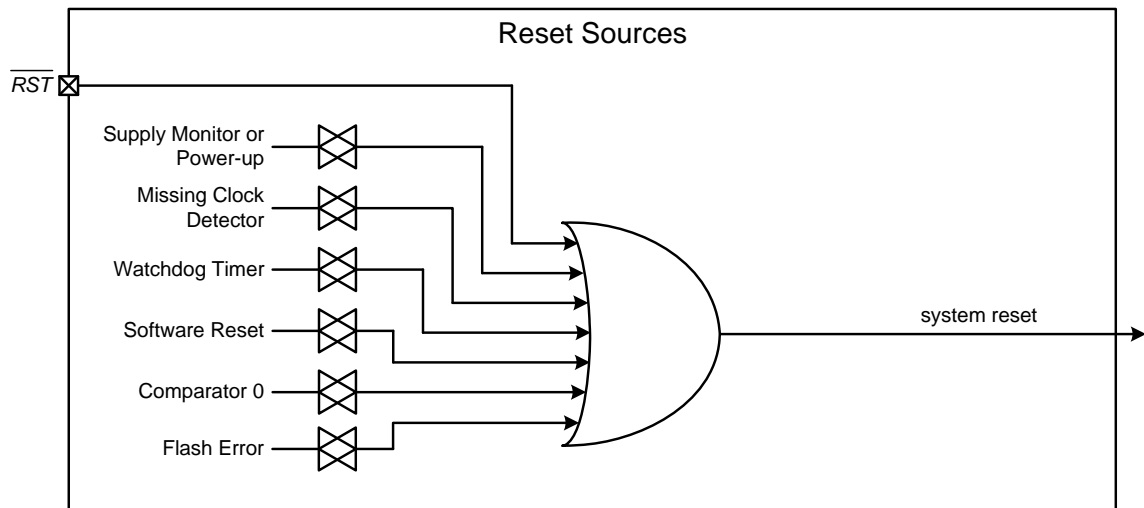 Reset Sources
RST
Supply Monitor or
Power-up
Missing Clock
Detector
Watchdog Timer
Software Reset
Comparator 0
Flash Error
system reset